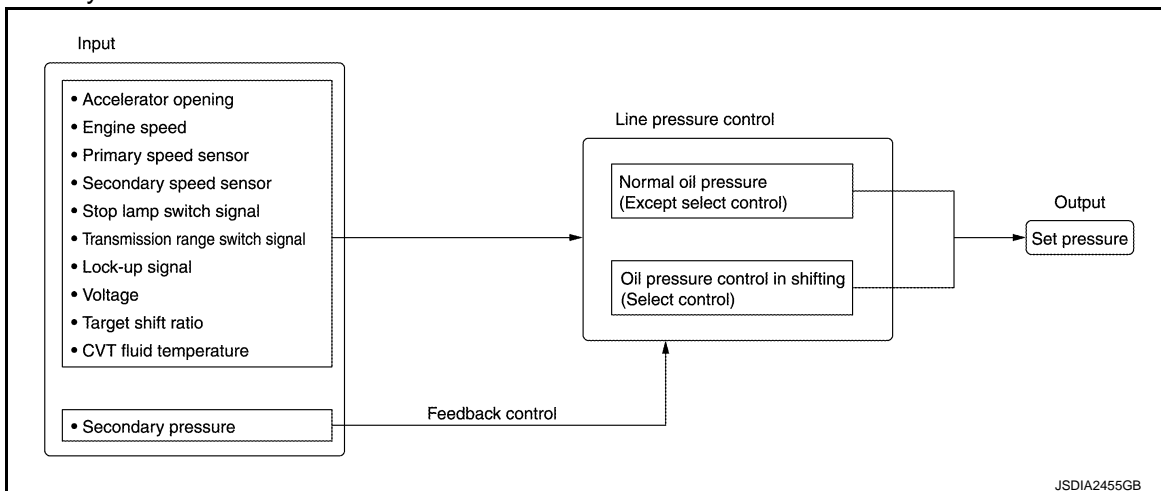 Input
• Accelerator opening
• Engine speed
• Primary speed sensor
• Secondary speed sensor
• Stop lamp switch signal
• Transmission range switch signal
• Lock-up signal
• Voltage
• Target shift ratio
• CVT fluid temperature
• Secondary pressure
Feedback control
Line pressure control
Normal oil pressure
(Except select control)
Oil pressure control in shifting
(Select control)
Output
Set pressure
JSDIA2455GB